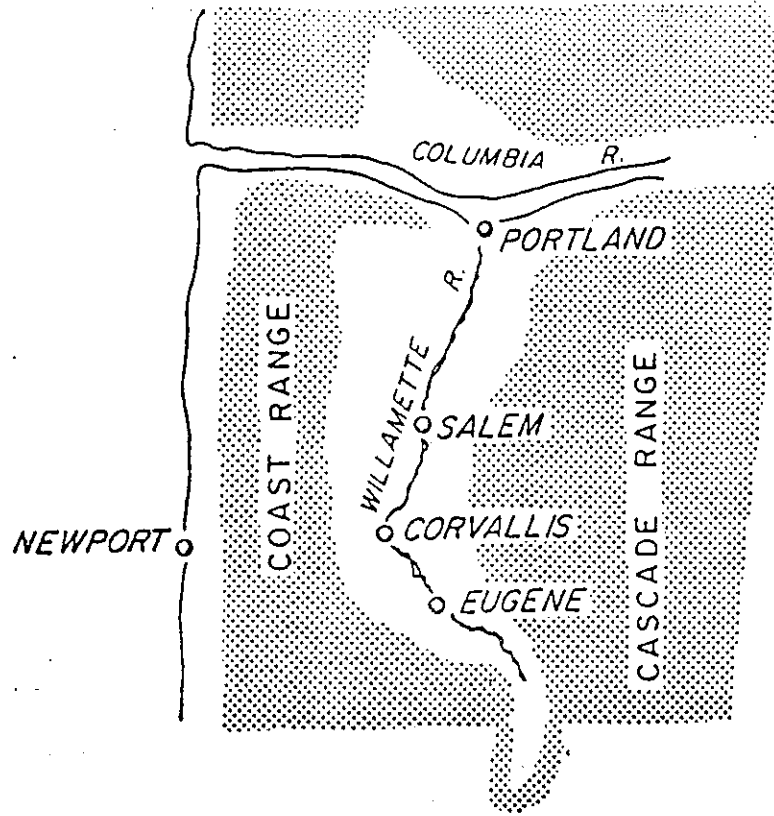 COLUMBIA R.
PORTLAND
WILLAMETTE R.
COAST RANGE
CASCADE RANGE
SALEM
NEWPORT
CORVALLIS
EUGENE